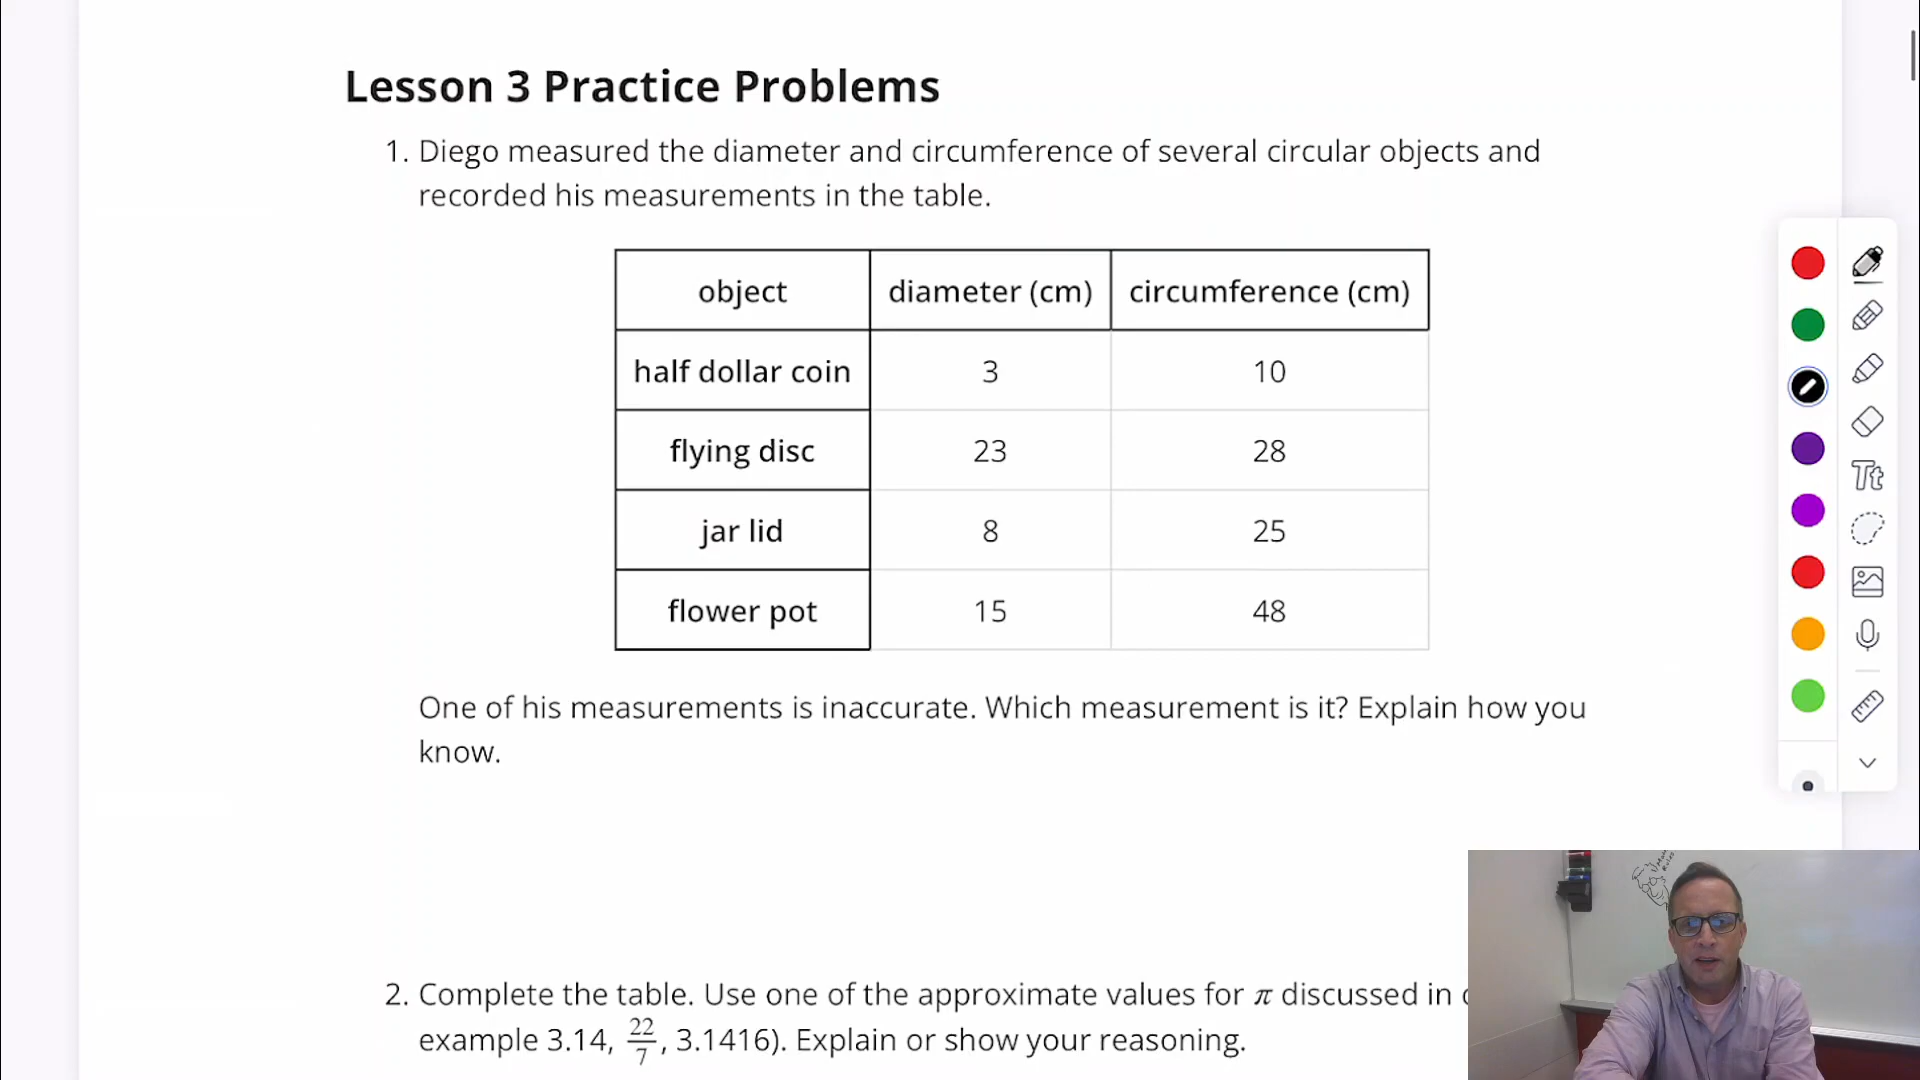 Lesson 3 Practice Problems
1. Diego measured the diameter and circumference of several circular objects and
recorded his measurements in the table.
object diameter (cm) circumference (cm)
half dollar coin 3 10
flying disc 23 28
jar lid 8 25
flower pot 15 48
One of his measurements is inaccurate. Which measurement is it? Explain how you
know.
2. Complete the table. Use one of the approximate values for π discussed in
example 3.14, 22/7, 3.1416). Explain or show your reasoning.
Tt